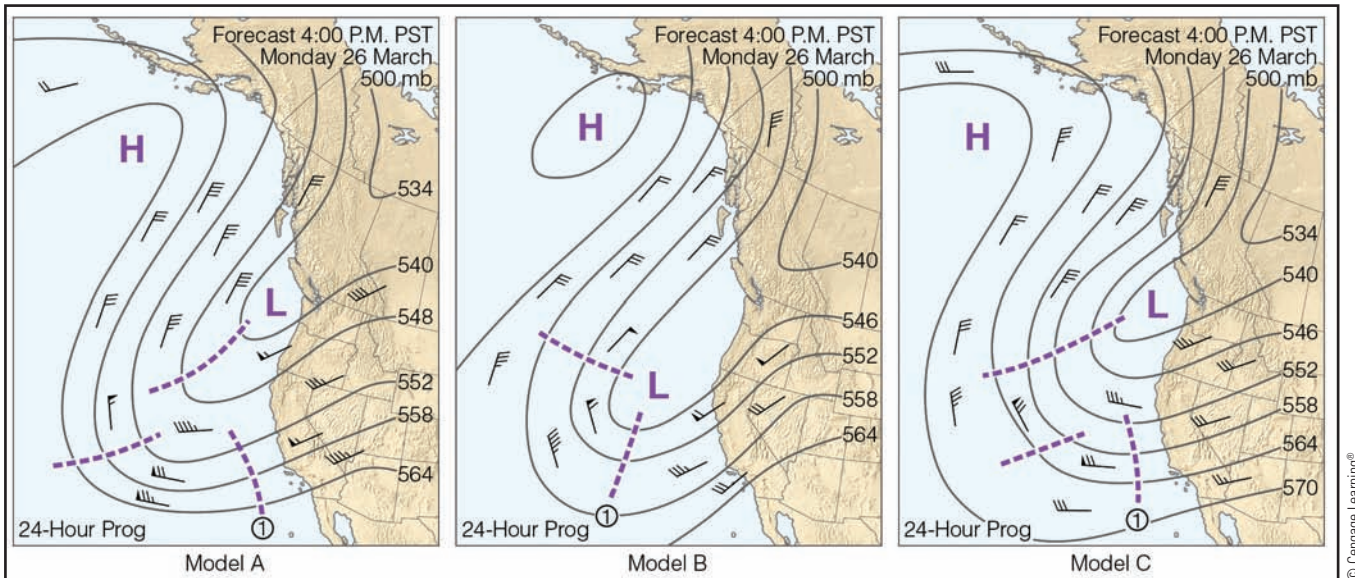 Forecast 4:00 P.M. PST
Monday 26 March
500 mb
H
L
534
540
548
552
558
564
1
24-Hour Prog
Model A
Forecast 4:00 P.M. PST
Monday 26 March
500 mb
H
L
540
546
552
558
564
1
24-Hour Prog
Model B
Forecast 4:00 P.M. PST
Monday 26 March
500 mb
H
L
534
540
546
552
558
564
570
1
24-Hour Prog
Model C
© Cengage Learning®